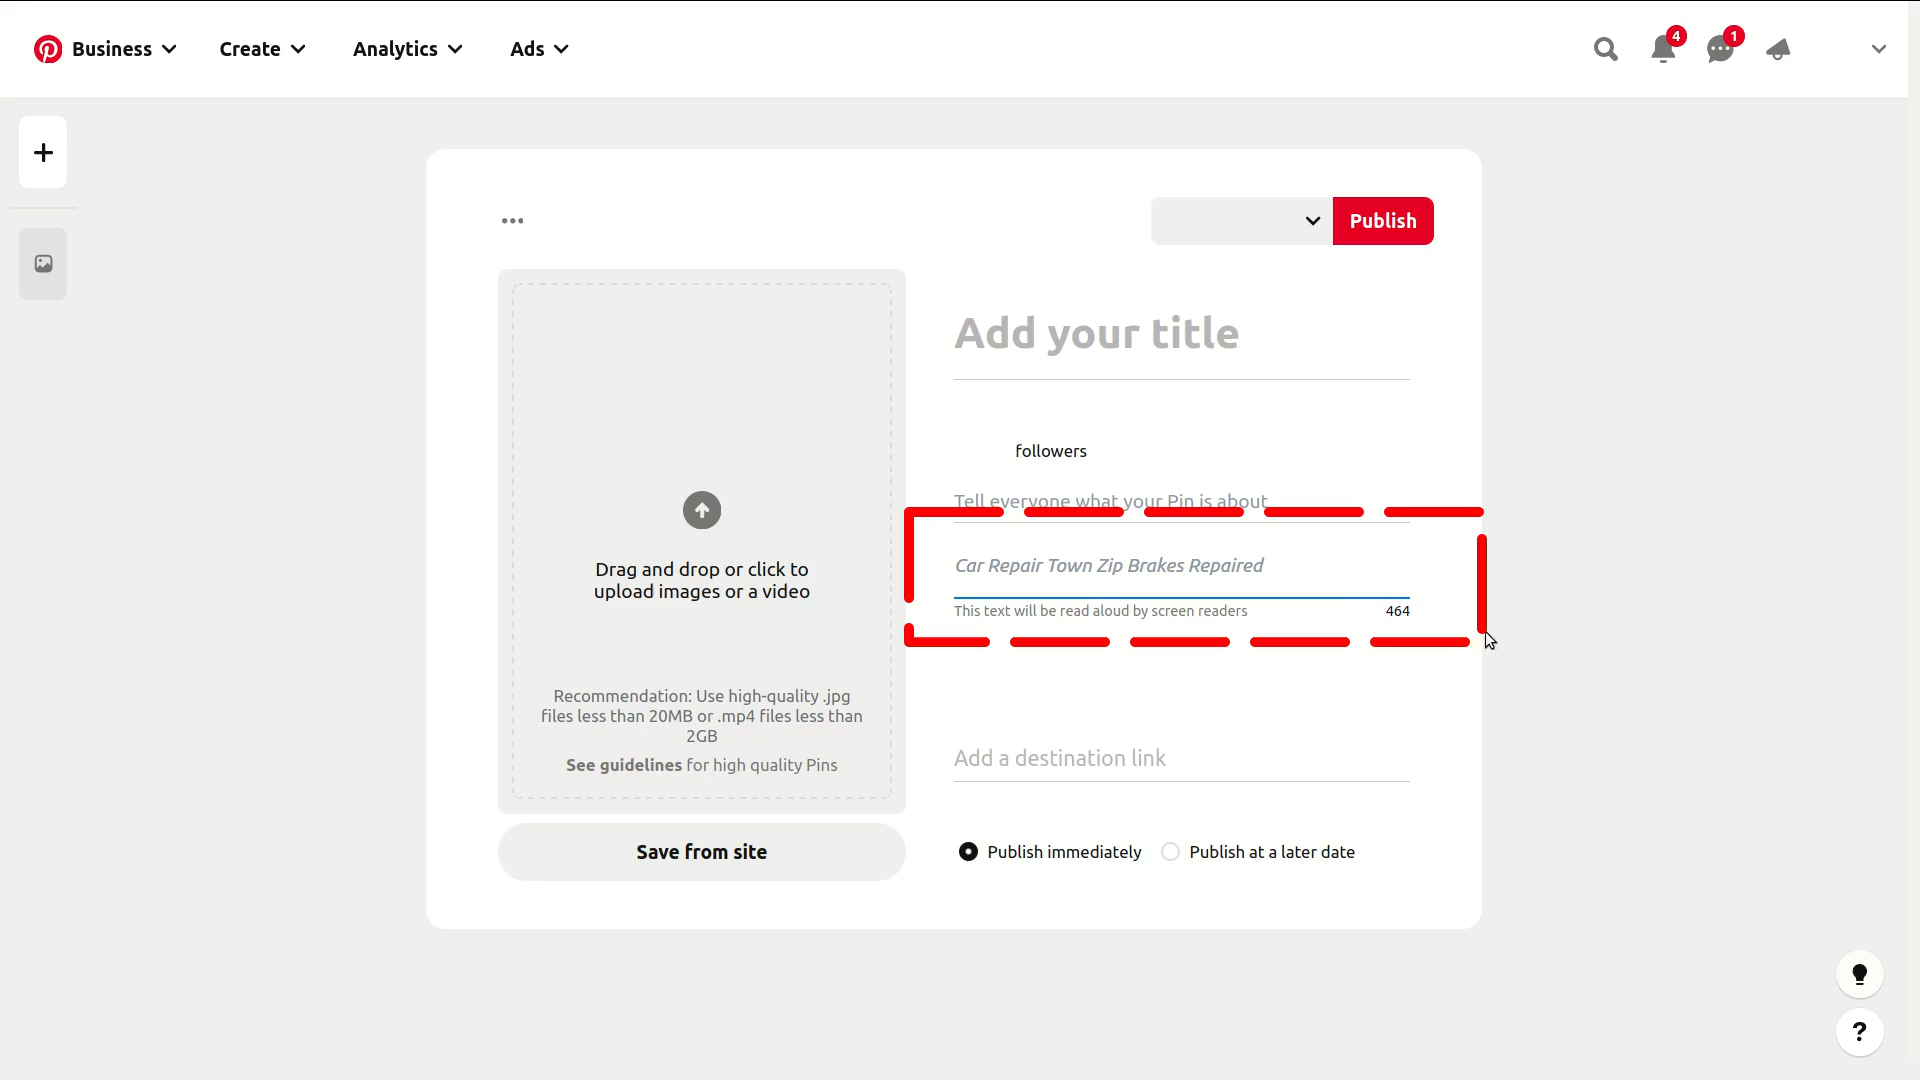 Business
Create
Analytics
Ads
4
1
Publish
Add your title
followers
Tell everyone what your Pin is about
Car Repair Town Zip Brakes Repaired
This text will be read aloud by screen readers
464
Drag and drop or click to
upload images or a video
Recommendation: Use high-quality .jpg
files less than 20MB or .mp4 files less than
2GB
See guidelines for high quality Pins
Add a destination link
Save from site
Publish immediately
Publish at a later date
?